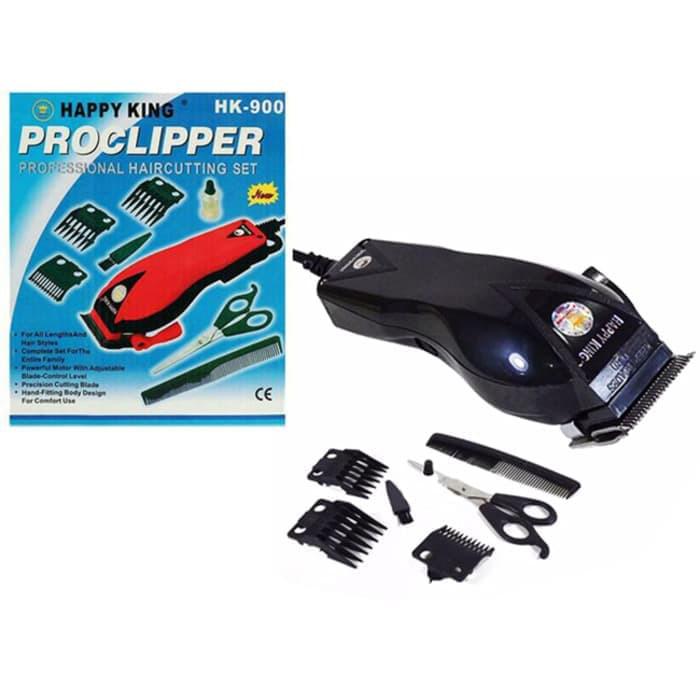 HAPPY KING® HK-900
PROCLIPPER
PROFESSIONAL HAIRCUTTING SET
New
• For All LengthsAnd
Hair Styles
• Complete Set ForThe
Entire Family
• Powerful Motor With Adjustable
Blade-Control Level
• Precision Cutting Blade
• Hand-Fitting Body Design
For Comfort Use
CE
HAPPY KING